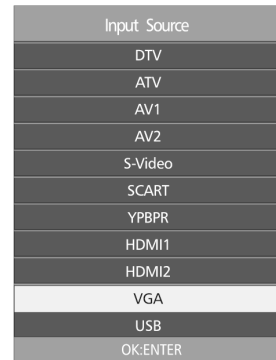 Input Source
DTV
ATV
AV1
AV2
S-Video
SCART
YPBPR
HDMI1
HDMI2
VGA
USB
OK:ENTER